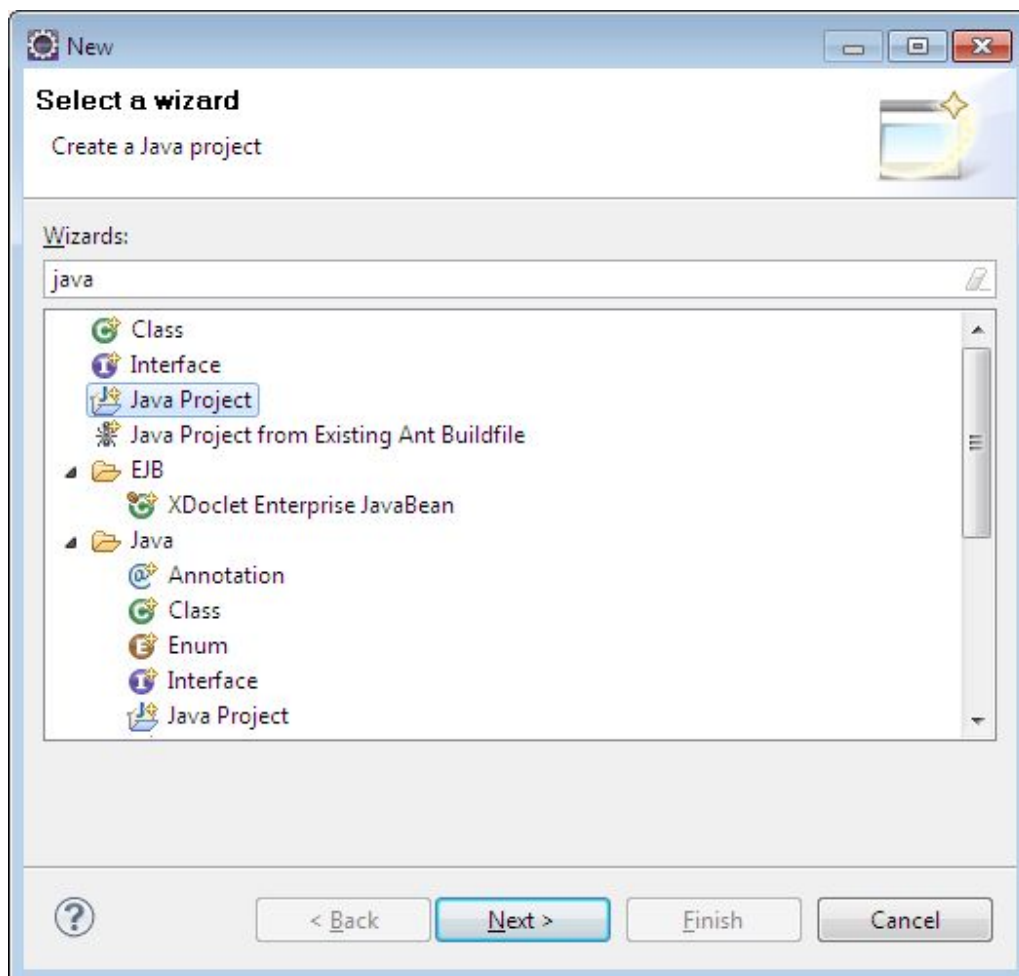 New
Select a wizard
Create a Java project
Wizards:
java
Class
Interface
Java Project
Java Project from Existing Ant Buildfile
EJB
XDoclet Enterprise JavaBean
Java
Annotation
Class
Enum
Interface
Java Project
< Back Next > Finish Cancel